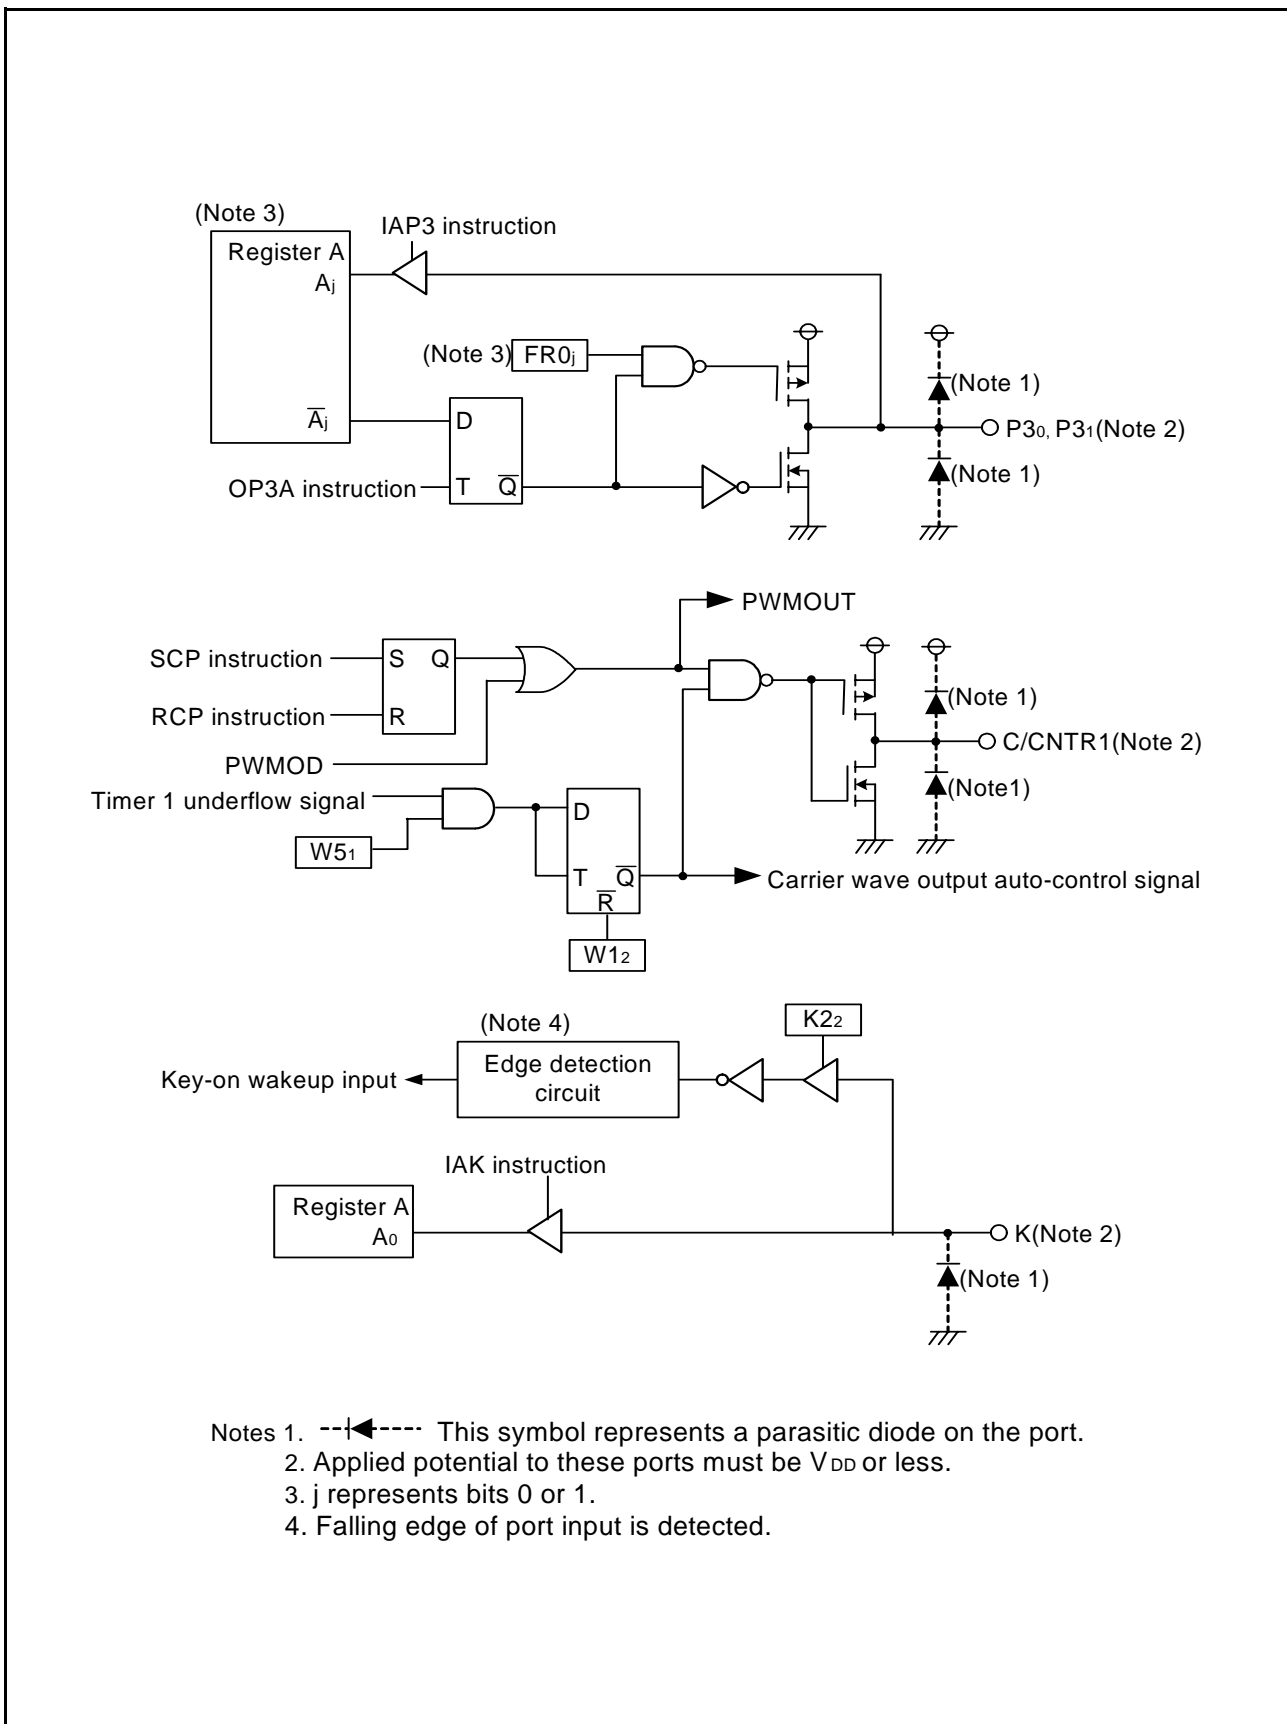 (Note 3)
IAP3 instruction
Register A
Aj
(Note 3) FR0j
(Note 1)
A̅j
D
P30, P31(Note 2)
(Note 1)
OP3A instruction
T Q̅
PWMOUT
SCP instruction
S Q
(Note 1)
RCP instruction
R
C/CNTR1(Note 2)
PWMOD
Timer 1 underflow signal
(Note1)
D
W51
T Q̅
Carrier wave output auto-control signal
R̅
W12
K22
(Note 4)
Edge detection
circuit
Key-on wakeup input
IAK instruction
Register A
A0
K(Note 2)
(Note 1)
Notes 1. This symbol represents a parasitic diode on the port.
2. Applied potential to these ports must be VDD or less.
3. j represents bits 0 or 1.
4. Falling edge of port input is detected.